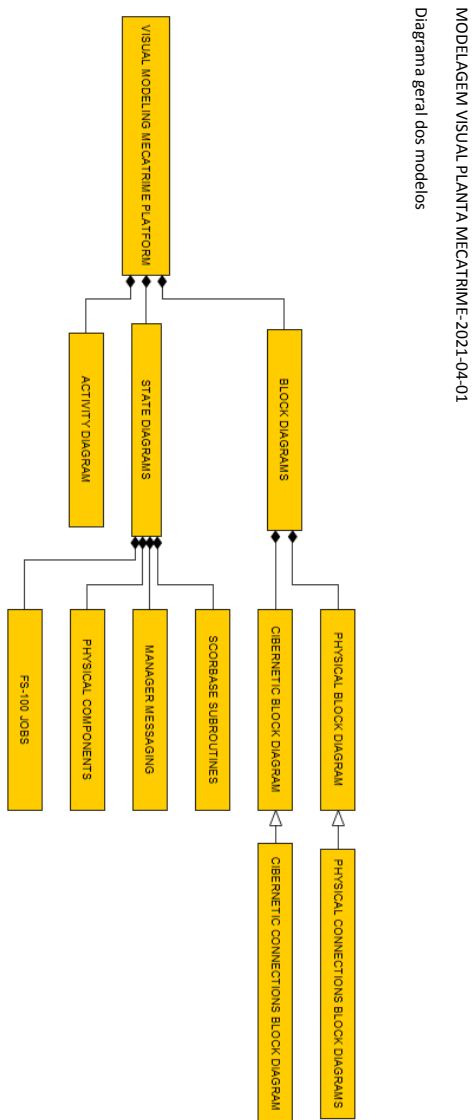 MODELAGEM VISUAL PLANTA MECATRIME-2021-04-01
Diagrama geral dos modelos
VISUAL MODELING MECATRIME PLATFORM
BLOCK DIAGRAMS
STATE DIAGRAMS
ACTIVITY DIAGRAM
PHYSICAL BLOCK DIAGRAM
CIBERNETIC BLOCK DIAGRAM
SCORBASE SUBROUTINES
MANAGER MESSAGING
PHYSICAL COMPONENTS
FS-100 JOBS
PHYSICAL CONNECTIONS BLOCK DIAGRAMS
CIBERNETIC CONNECTIONS BLOCK DIAGRAM